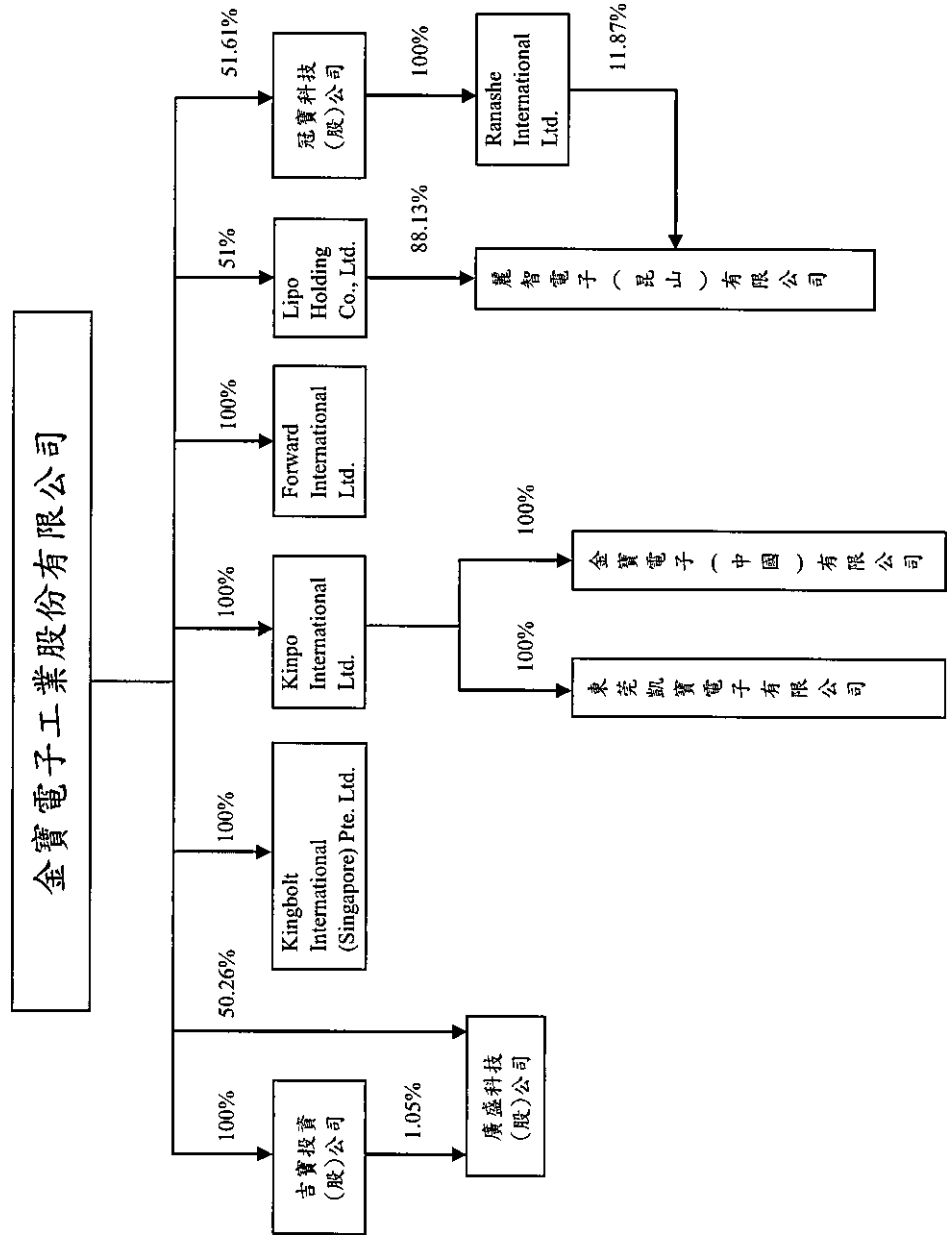 金寶電子工業股份有限公司
100%
50.26%
100%
100%
100%
51%
51.61%
吉寶投資
(股)公司
Kingbolt
International
(Singapore) Pte. Ltd.
Kinpo
International
Ltd.
Forward
International
Ltd.
Lipo
Holding
Co., Ltd.
冠寶科技
(股)公司
1.05%
88.13%
100%
廣盛科技
(股)公司
Ranashe
International
Ltd.
100%
100%
11.87%
東莞凱寶電子有限公司
金寶電子(中國)有限公司
麗智電子(昆山)有限公司